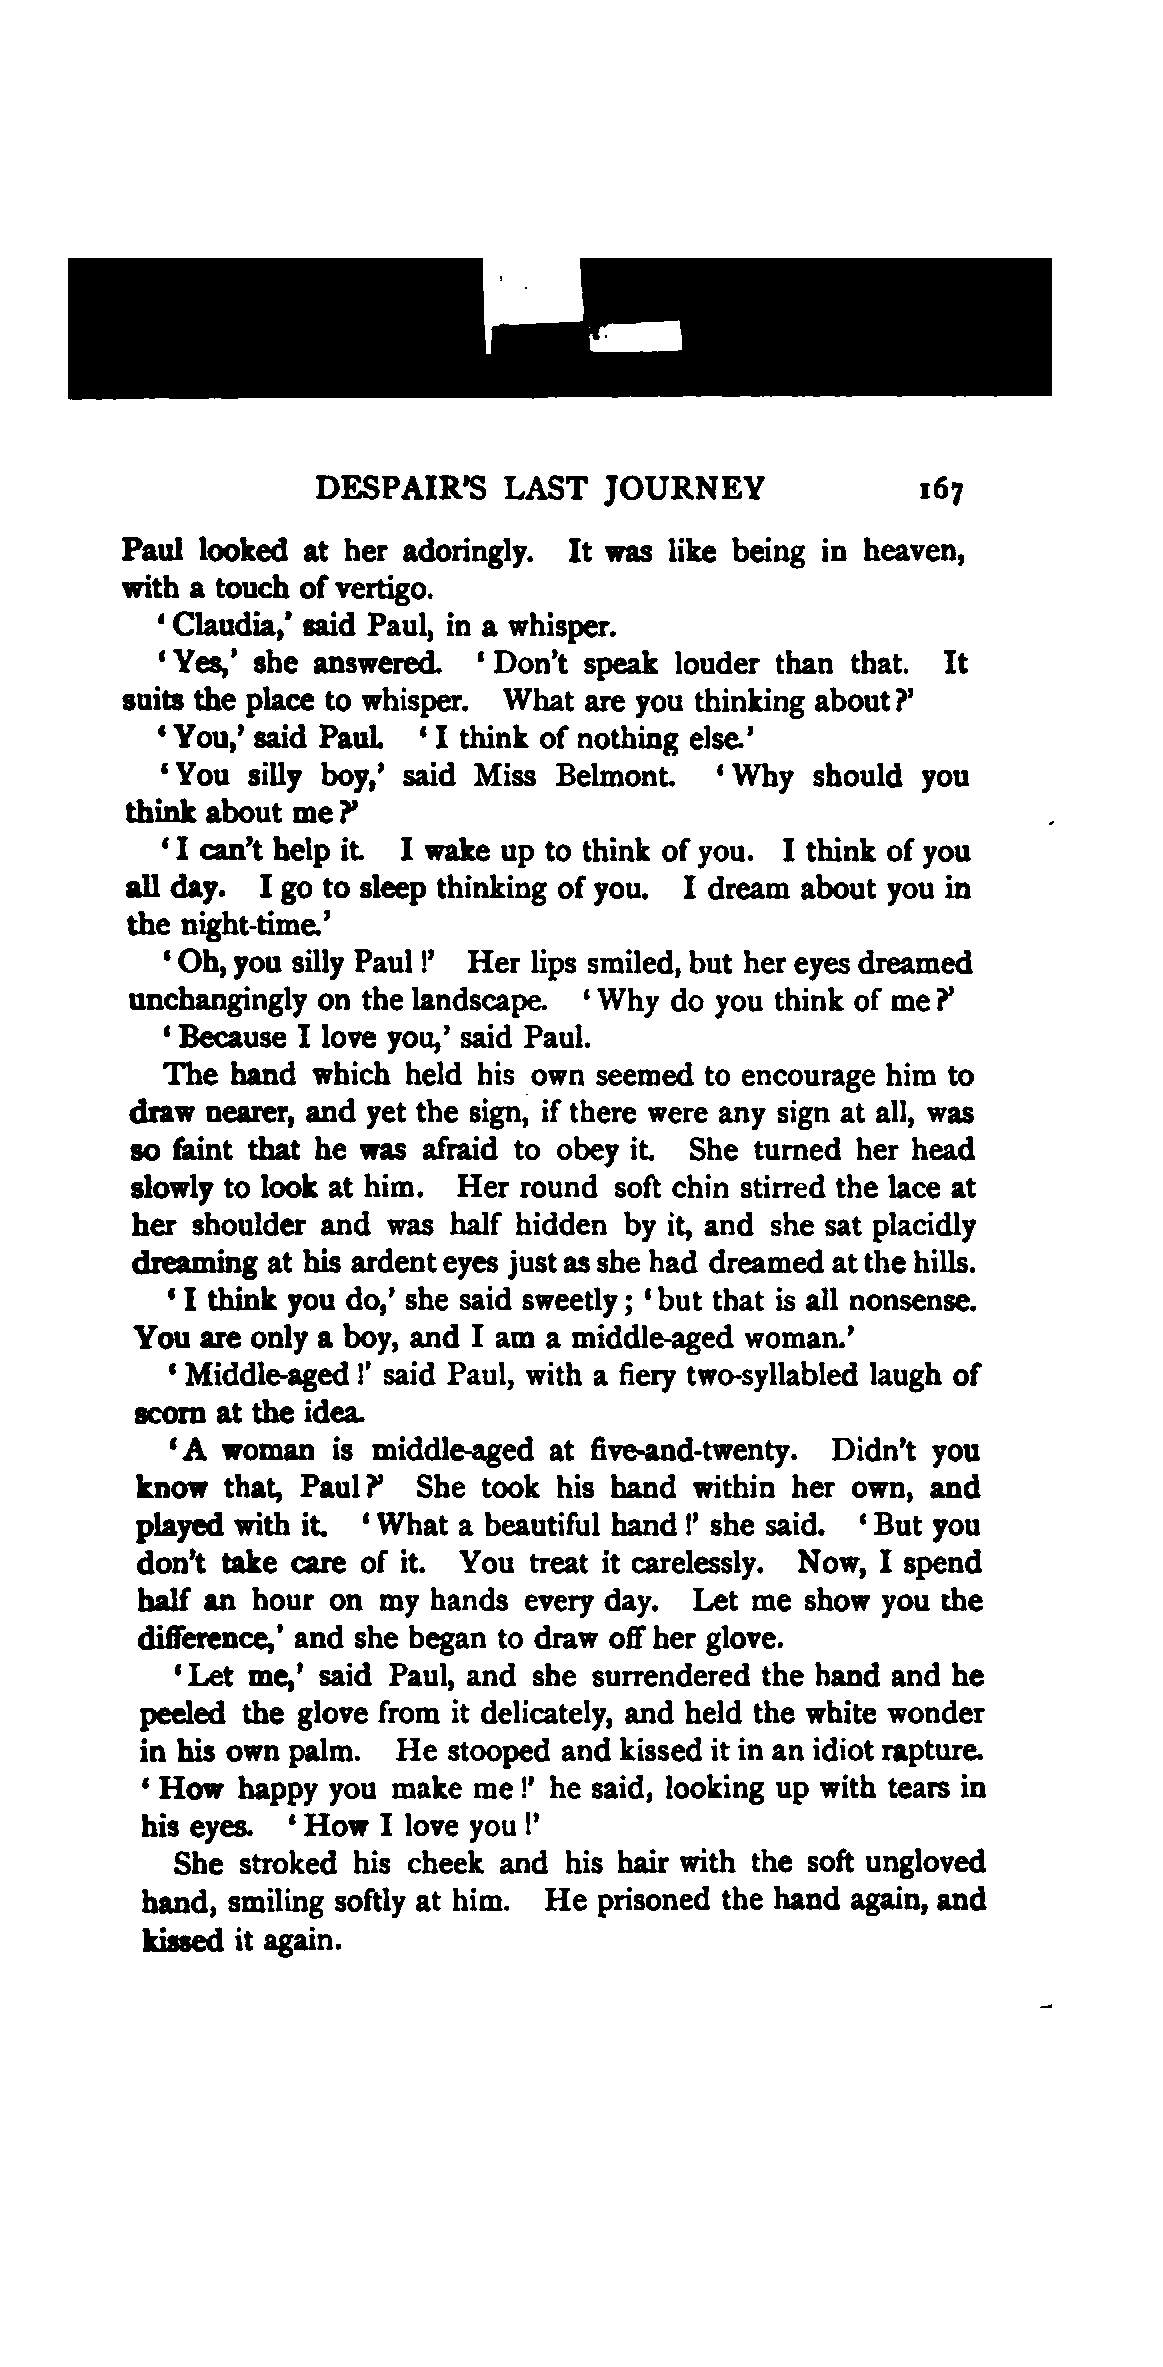 DESPAIR'S LAST JOURNEY 167
Paul looked at her adoringly. It was like being in heaven,
with a touch of vertigo.
‘Claudia,’ said Paul, in a whisper.
‘Yes,’ she answered. ‘Don’t speak louder than that. It
suits the place to whisper. What are you thinking about?’
‘You,’ said Paul. ‘I think of nothing else.’
‘You silly boy,’ said Miss Belmont. ‘Why should you
think about me?’
‘I can’t help it. I wake up to think of you. I think of you
all day. I go to sleep thinking of you. I dream about you in
the night-time.’
‘Oh, you silly Paul!’ Her lips smiled, but her eyes dreamed
unchangingly on the landscape. ‘Why do you think of me?’
‘Because I love you,’ said Paul.
The hand which held his own seemed to encourage him to
draw nearer, and yet the sign, if there were any sign at all, was
so faint that he was afraid to obey it. She turned her head
slowly to look at him. Her round soft chin stirred the lace at
her shoulder and was half hidden by it, and she sat placidly
dreaming at his ardent eyes just as she had dreamed at the hills.
‘I think you do,’ she said sweetly; ‘but that is all nonsense.
You are only a boy, and I am a middle-aged woman.’
‘Middle-aged!’ said Paul, with a fiery two-syllabled laugh of
scorn at the idea.
‘A woman is middle-aged at five-and-twenty. Didn’t you
know that, Paul?’ She took his hand within her own, and
played with it. ‘What a beautiful hand!’ she said. ‘But you
don’t take care of it. You treat it carelessly. Now, I spend
half an hour on my hands every day. Let me show you the
difference,’ and she began to draw off her glove.
‘Let me,’ said Paul, and she surrendered the hand and he
peeled the glove from it delicately, and held the white wonder
in his own palm. He stooped and kissed it in an idiot rapture.
‘How happy you make me!’ he said, looking up with tears in
his eyes. ‘How I love you!’
She stroked his cheek and his hair with the soft ungloved
hand, smiling softly at him. He prisoned the hand again, and
kissed it again.